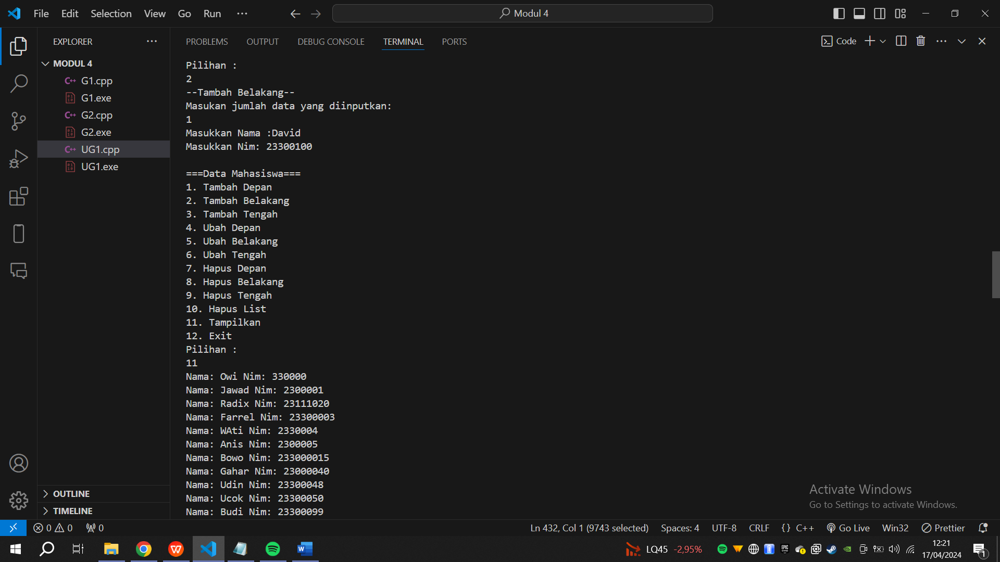 File Edit Selection View Go Run ··· Modul 4
EXPLORER ···
MODUL 4
C++ G1.cpp
G1.exe
C++ G2.cpp
G2.exe
C++ UG1.cpp
UG1.exe
OUTLINE
TIMELINE
PROBLEMS OUTPUT DEBUG CONSOLE TERMINAL PORTS Code
Pilihan :
2
--Tambah Belakang--
Masukan jumlah data yang diinputkan:
1
Masukkan Nama :David
Masukkan Nim: 23300100
===Data Mahasiswa===
1. Tambah Depan
2. Tambah Belakang
3. Tambah Tengah
4. Ubah Depan
5. Ubah Belakang
6. Ubah Tengah
7. Hapus Depan
8. Hapus Belakang
9. Hapus Tengah
10. Hapus List
11. Tampilkan
12. Exit
Pilihan :
11
Nama: Owi Nim: 330000
Nama: Jawad Nim: 2300001
Nama: Radix Nim: 23111020
Nama: Farrel Nim: 23300003
Nama: WAti Nim: 2330004
Nama: Anis Nim: 2300005
Nama: Bowo Nim: 233000015
Nama: Gahar Nim: 23000040
Nama: Udin Nim: 23300048
Nama: Ucok Nim: 23300050
Nama: Budi Nim: 23300099
Activate Windows
Go to Settings to activate Windows.
0 0 0 Ln 432, Col 1 (9743 selected) Spaces: 4 UTF-8 CRLF {} C++ Go Live Win32 Prettier
LQ45 -2,95% 12:21
17/04/2024 1